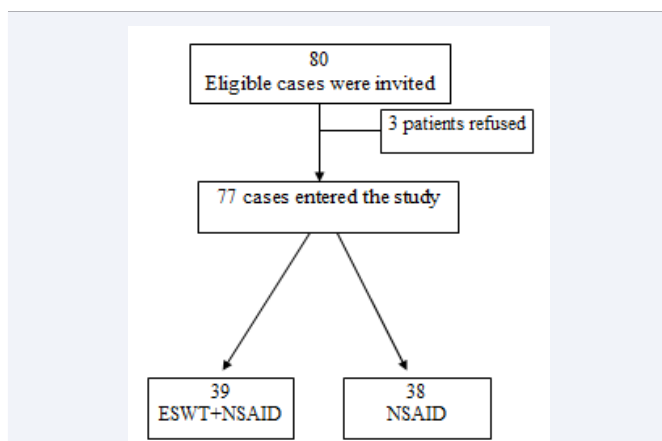 80
Eligible cases were invited
3 patients refused
77 cases entered the study
39
ESWT+NSAID
38
NSAID